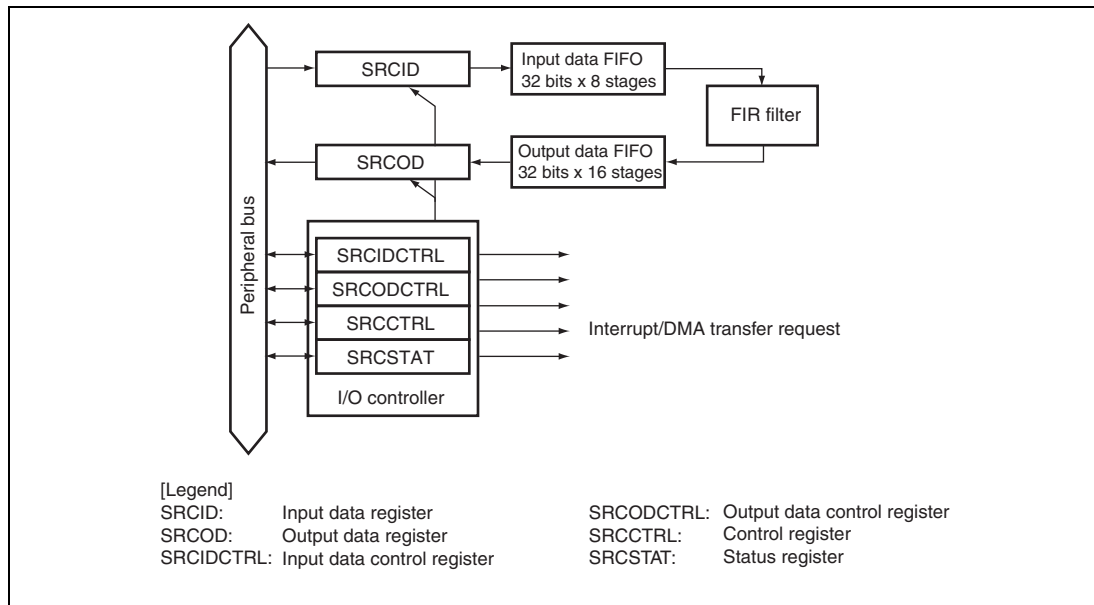 SRCID
Input data FIFO
32 bits x 8 stages
FIR filter
SRCOD
Output data FIFO
32 bits x 16 stages
Peripheral bus
SRCIDCTRL
SRCODCTRL
SRCCTRL
SRCSTAT
I/O controller
Interrupt/DMA transfer request
[Legend]
SRCID: Input data register
SRCOD: Output data register
SRCIDCTRL: Input data control register
SRCODCTRL: Output data control register
SRCCTRL: Control register
SRCSTAT: Status register